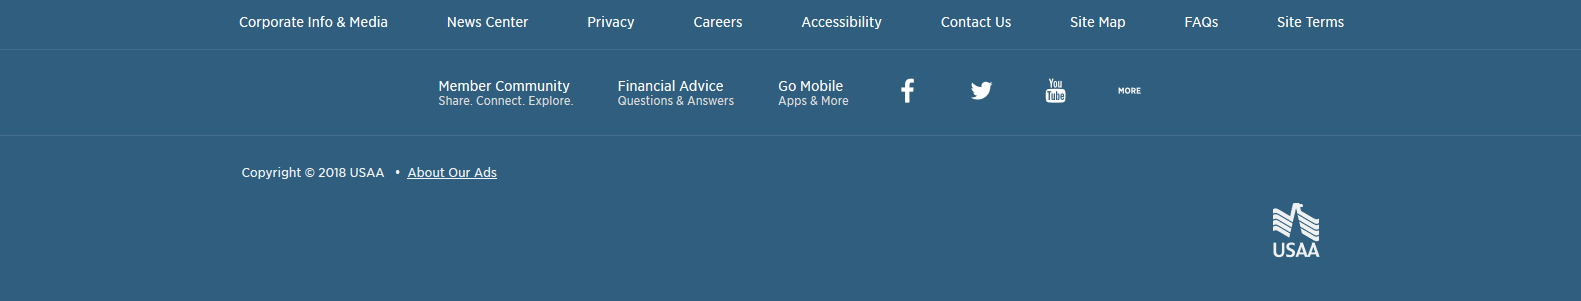 Corporate Info & Media News Center Privacy Careers Accessibility Contact Us Site Map FAQs Site Terms
Member Community Financial Advice Go Mobile You Tube MORE
Share. Connect. Explore. Questions & Answers Apps & More
Copyright © 2018 USAA • About Our Ads
USAA